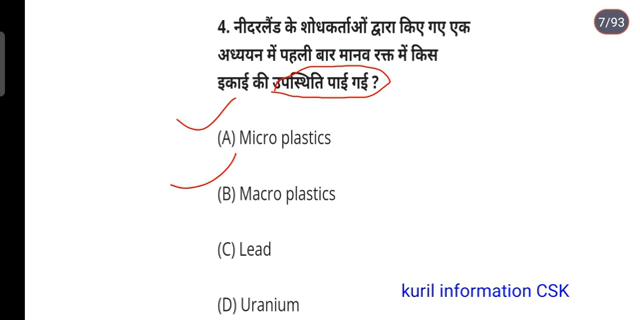 7/93
4. नीदरलैंड के शोधकर्ताओं द्वारा किए गए एक
अध्ययन में पहली बार मानव रक्त में किस
इकाई की उपस्थिति पाई गई ?
(A) Micro plastics
(B) Macro plastics
(C) Lead
kuril information CSK
(D) Uranium